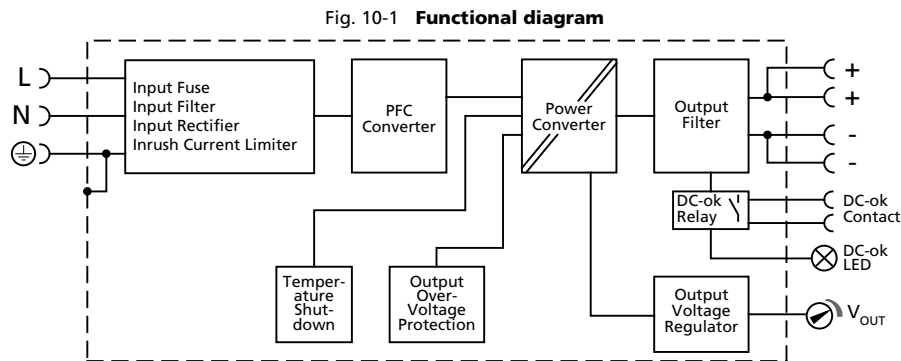 Fig. 10-1 Functional diagram
L
N
Input Fuse
Input Filter
Input Rectifier
Inrush Current Limiter
PFC
Converter
Power
Converter
Output
Filter
+
+
-
-
DC-ok
Relay
DC-ok
Contact
DC-ok
LED
Temper-
ature
Shut-
down
Output
Over-
Voltage
Protection
Output
Voltage
Regulator
VOUT